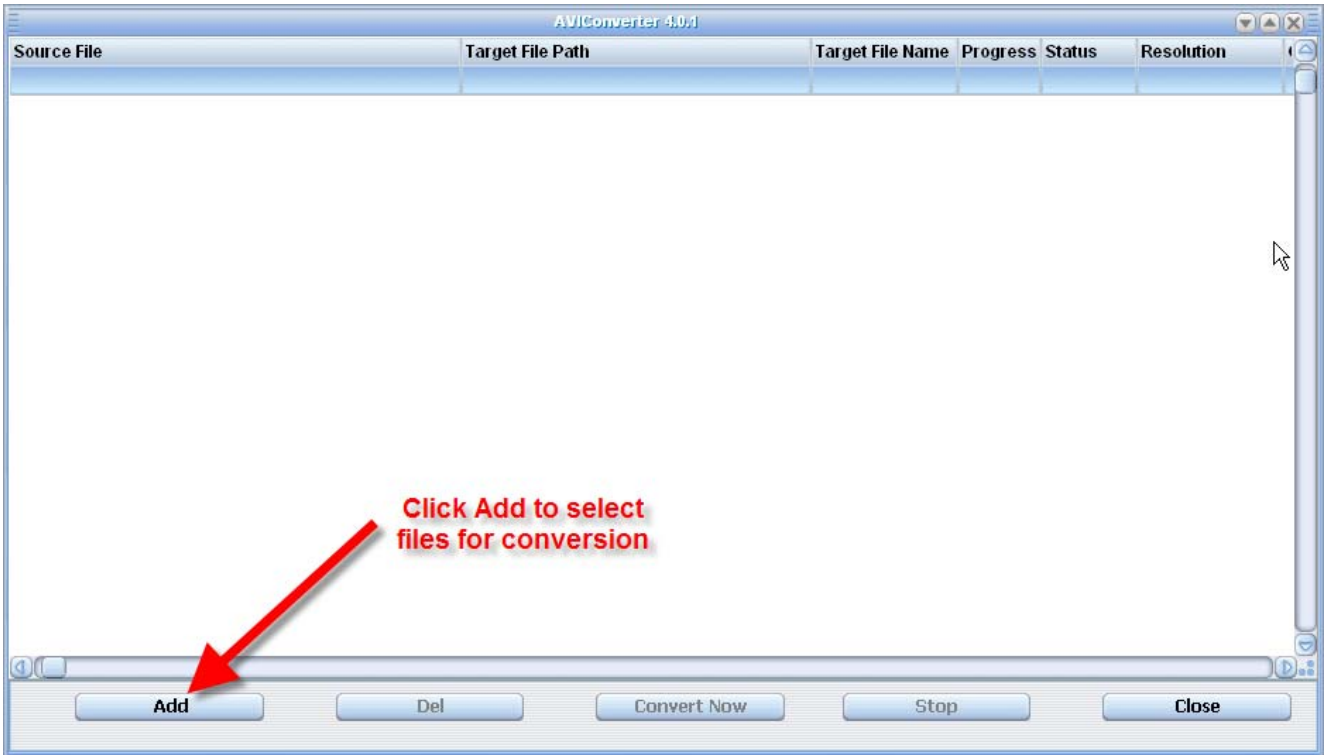 AVIConverter 4.0.1
Source File Target File Path Target File Name Progress Status Resolution
Click Add to select
files for conversion
Add Del Convert Now Stop Close